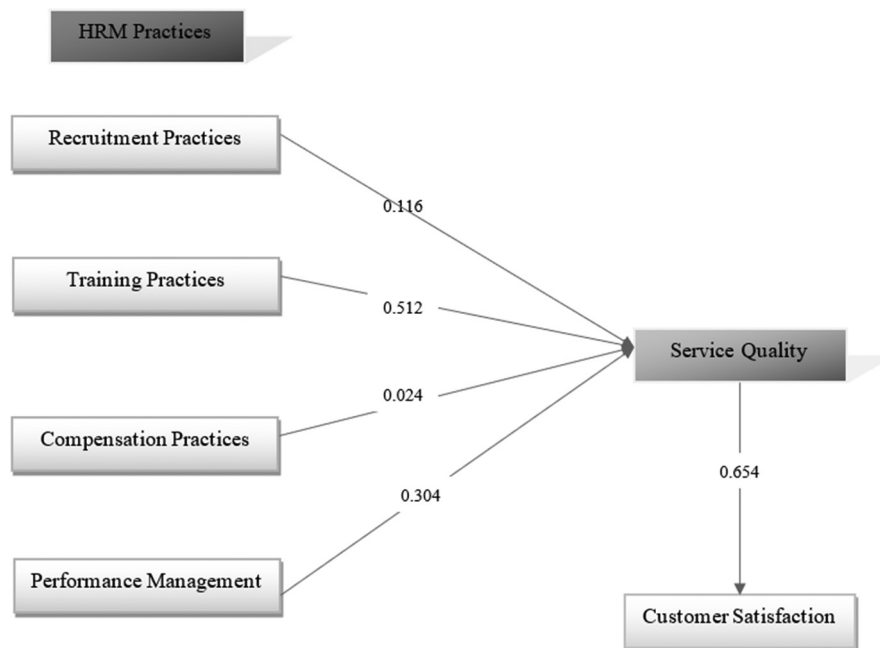 HRM Practices
Recruitment Practices
0.116
Training Practices
0.512
Service Quality
0.024
Compensation Practices
0.654
0.304
Performance Management
Customer Satisfaction